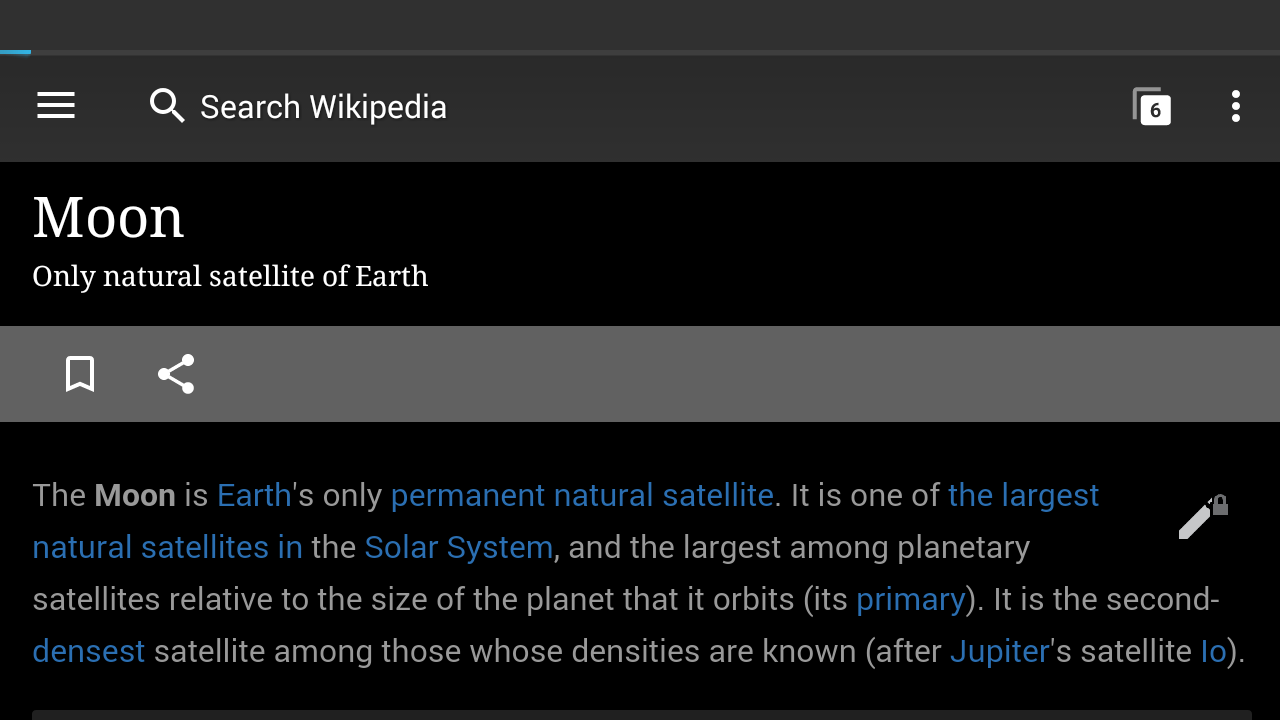 Search Wikipedia
6
Moon
Only natural satellite of Earth
The Moon is Earth's only permanent natural satellite. It is one of the largest
natural satellites in the Solar System, and the largest among planetary
satellites relative to the size of the planet that it orbits (its primary). It is the second-
densest satellite among those whose densities are known (after Jupiter's satellite Io).